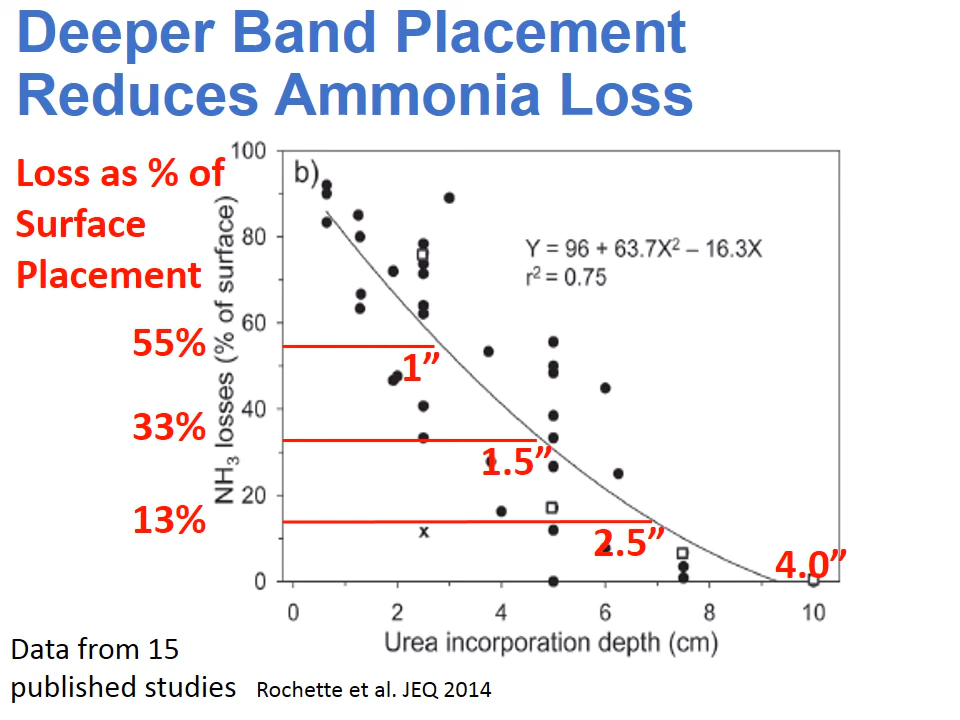 Deeper Band Placement
Reduces Ammonia Loss
Loss as % of
Surface
Placement
55%
33%
13%
NH₃ losses (% of surface)
100
80
60
40
20
0
b)
Y = 96 + 63.7X² – 16.3X
r² = 0.75
1”
1.5”
2.5”
4.0”
x
0 2 4 6 8 10
Urea incorporation depth (cm)
Data from 15
published studies Rochette et al. JEQ 2014